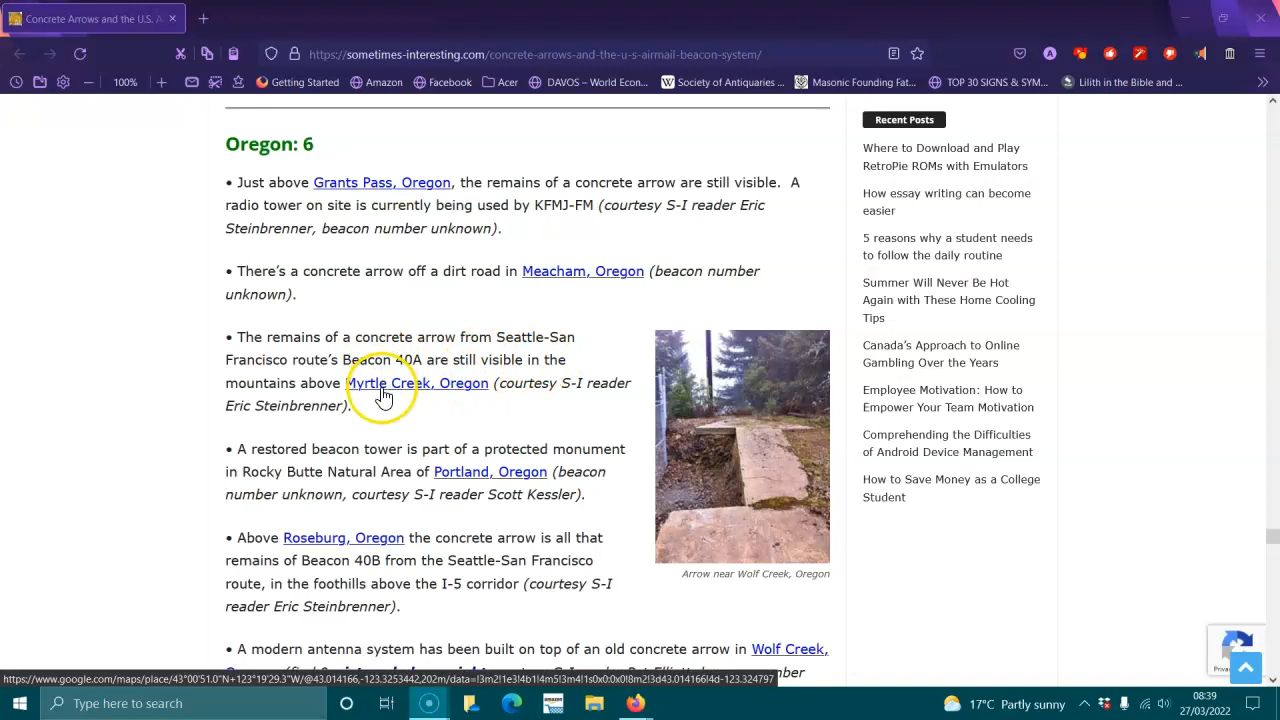 Concrete Arrows and the U.S. A
https://sometimes-interesting.com/concrete-arrows-and-the-u-s-airmail-beacon-system/
100%
Getting Started
Amazon
Facebook
Acer
DAVOS – World Econ...
Society of Antiquaries ...
Masonic Founding Fat...
TOP 30 SIGNS & SYM...
Lilith in the Bible and ...
Oregon: 6
• Just above Grants Pass, Oregon, the remains of a concrete arrow are still visible. A
radio tower on site is currently being used by KFMJ-FM (courtesy S-I reader Eric
Steinbrenner, beacon number unknown).
• There's a concrete arrow off a dirt road in Meacham, Oregon (beacon number
unknown).
• The remains of a concrete arrow from Seattle-San
Francisco route's Beacon 40A are still visible in the
mountains above Myrtle Creek, Oregon (courtesy S-I reader
Eric Steinbrenner).
• A restored beacon tower is part of a protected monument
in Rocky Butte Natural Area of Portland, Oregon (beacon
number unknown, courtesy S-I reader Scott Kessler).
• Above Roseburg, Oregon the concrete arrow is all that
remains of Beacon 40B from the Seattle-San Francisco
route, in the foothills above the I-5 corridor (courtesy S-I
reader Eric Steinbrenner).
• A modern antenna system has been built on top of an old concrete arrow in Wolf Creek,
Arrow near Wolf Creek, Oregon
Recent Posts
Where to Download and Play
RetroPie ROMs with Emulators
How essay writing can become
easier
5 reasons why a student needs
to follow the daily routine
Summer Will Never Be Hot
Again with These Home Cooling
Tips
Canada's Approach to Online
Gambling Over the Years
Employee Motivation: How to
Empower Your Team Motivation
Comprehending the Difficulties
of Android Device Management
How to Save Money as a College
Student
https://www.google.com/maps/place/43°00'51.0"N+123°19'29.3"W/@43.014166,-123.3253442,202m/data=!3m2!1e3!4b1!4m5!3m4!1s0x0:0x0!8m2!3d43.014166!4d-123.324797
Type here to search
amazon
17°C Partly sunny
08:39
27/03/2022